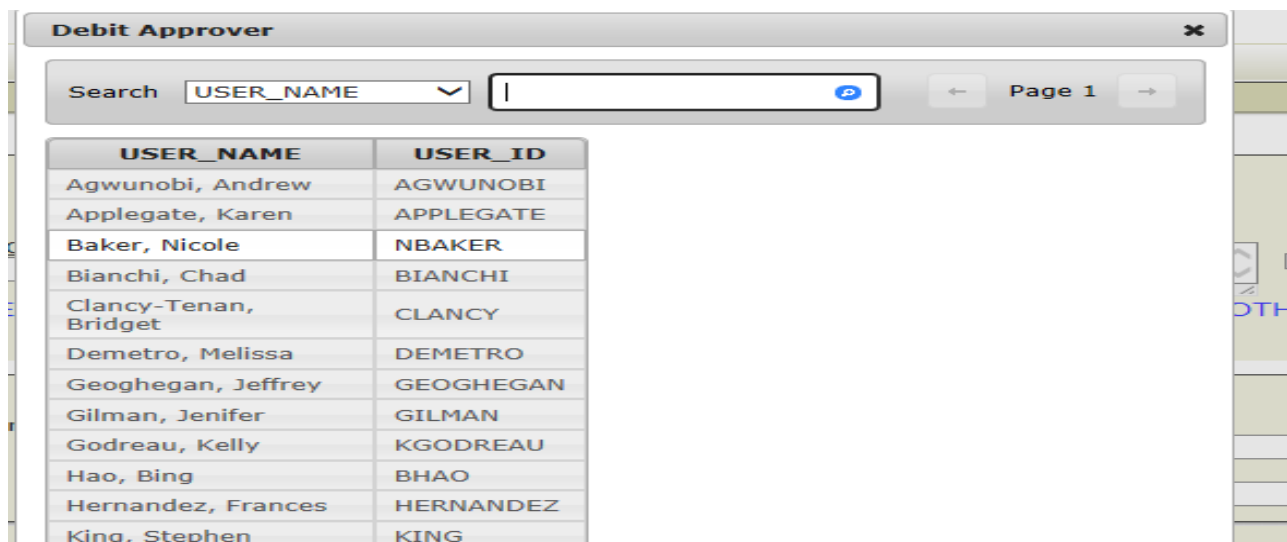 Debit Approver
Search USER_NAME Page 1
USER_NAME USER_ID
Agwunobi, Andrew AGWUNOBI
Applegate, Karen APPLEGATE
Baker, Nicole NBAKER
Bianchi, Chad BIANCHI
Clancy-Tenan,
Bridget CLANCY
Demetro, Melissa DEMETRO
Geoghegan, Jeffrey GEOGHEGAN
Gilman, Jenifer GILMAN
Godreau, Kelly KGODREAU
Hao, Bing BHAO
Hernandez, Frances HERNANDEZ
King, Stephen KING
OTH